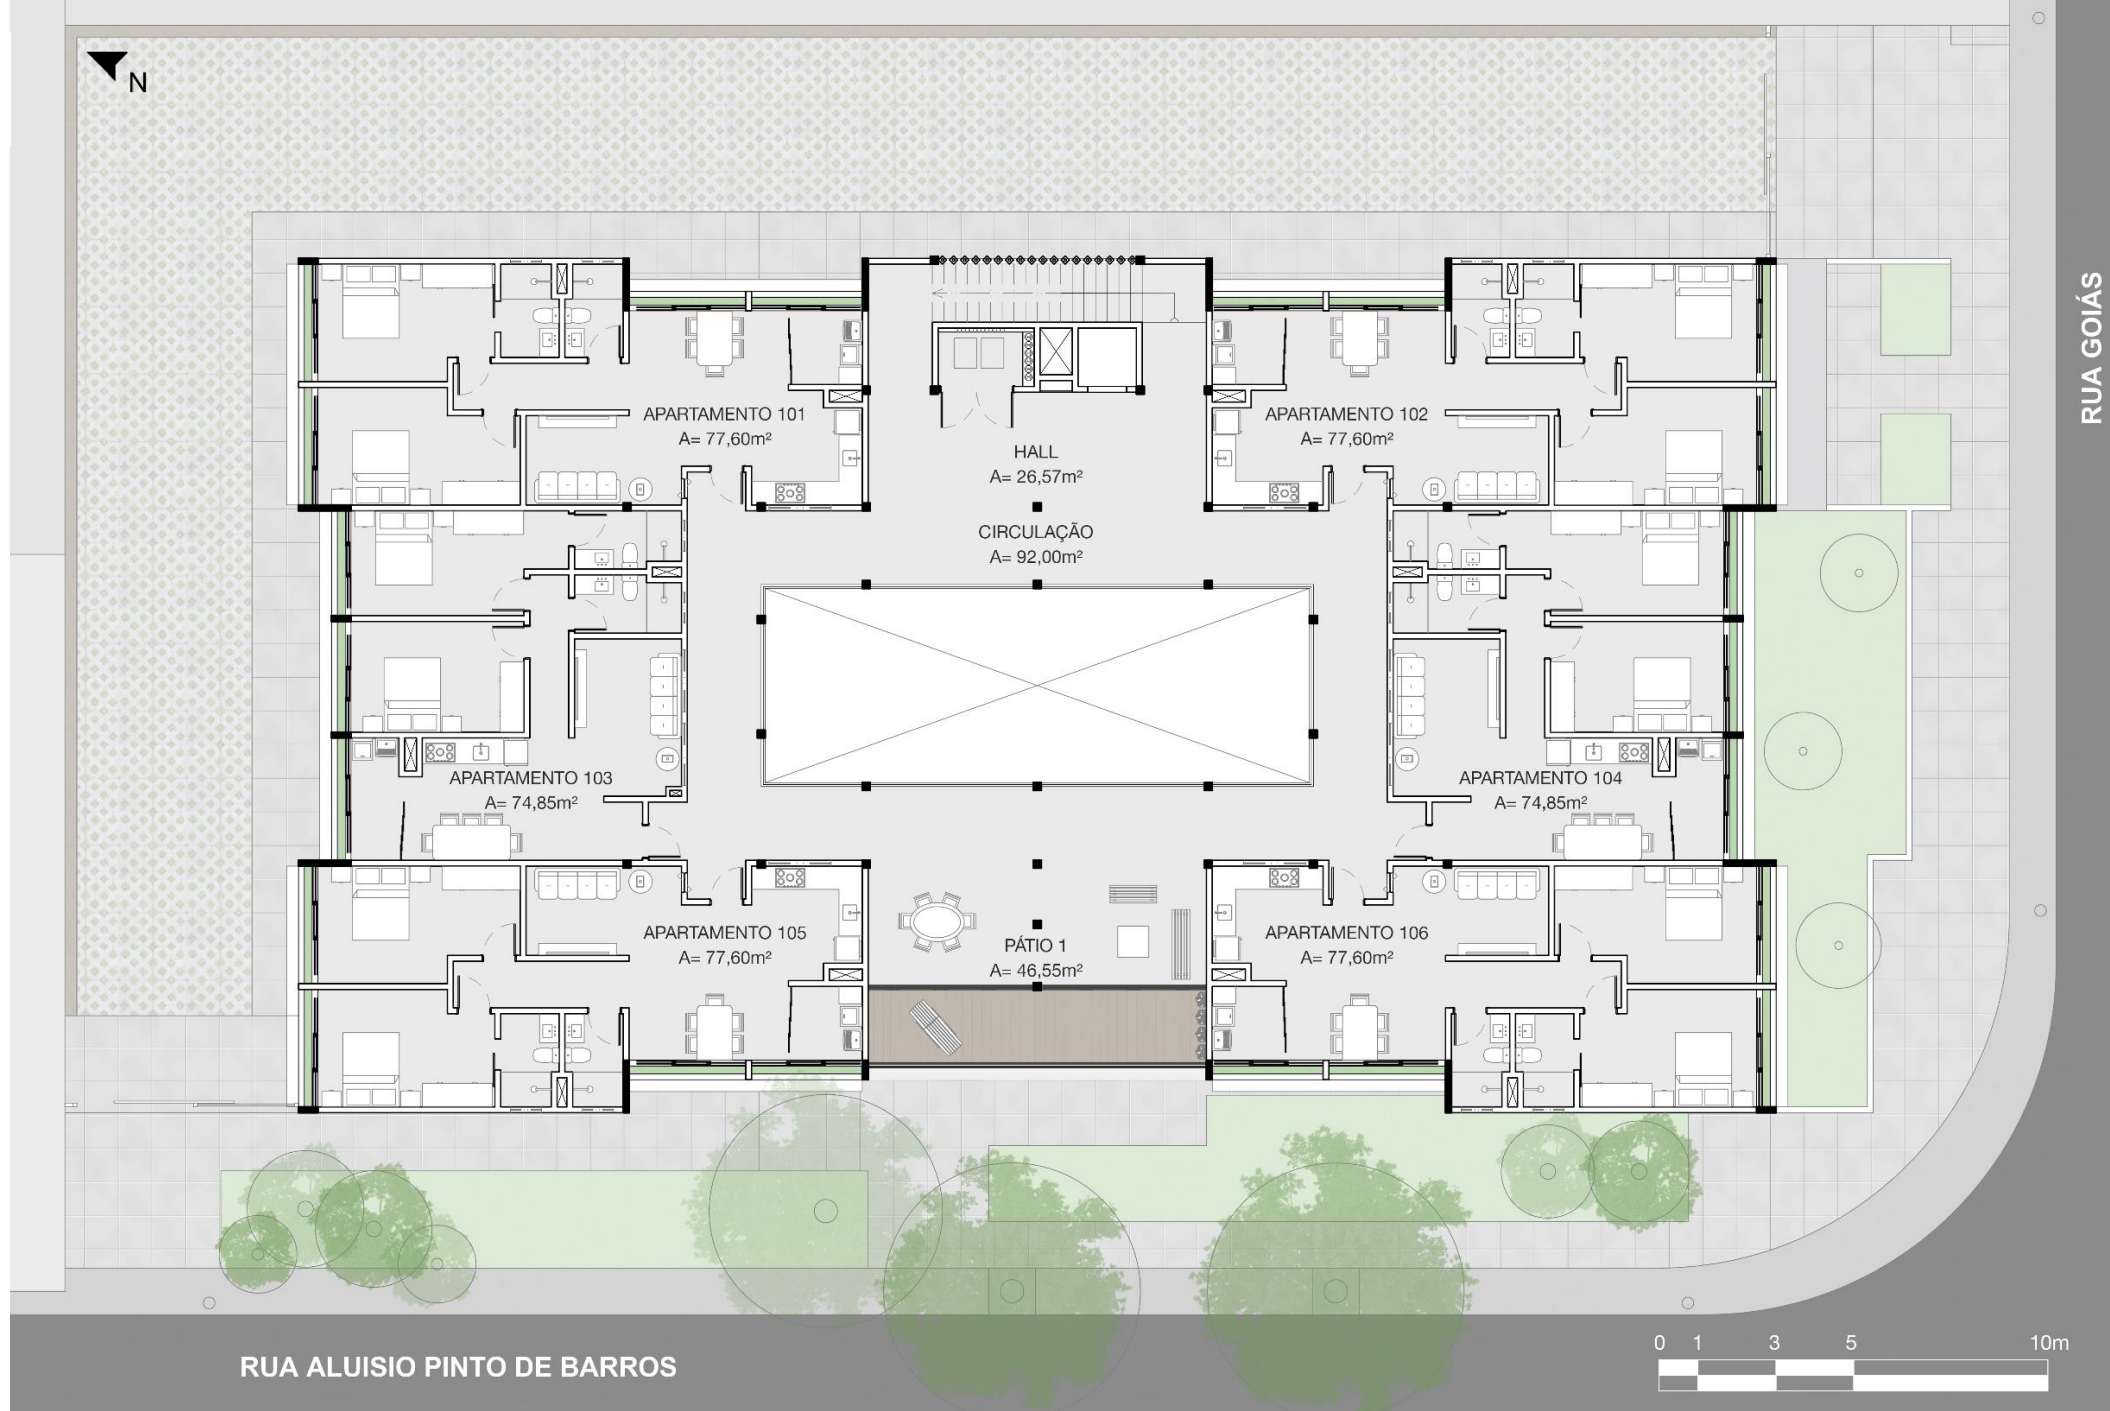 N
RUA GOIÁS
APARTAMENTO 101
A= 77,60m²
APARTAMENTO 102
A= 77,60m²
HALL
A= 26,57m²
CIRCULAÇÃO
A= 92,00m²
APARTAMENTO 103
A= 74,85m²
APARTAMENTO 104
A= 74,85m²
APARTAMENTO 105
A= 77,60m²
PÁTIO 1
A= 46,55m²
APARTAMENTO 106
A= 77,60m²
RUA ALUISIO PINTO DE BARROS
0 1 3 5 10m